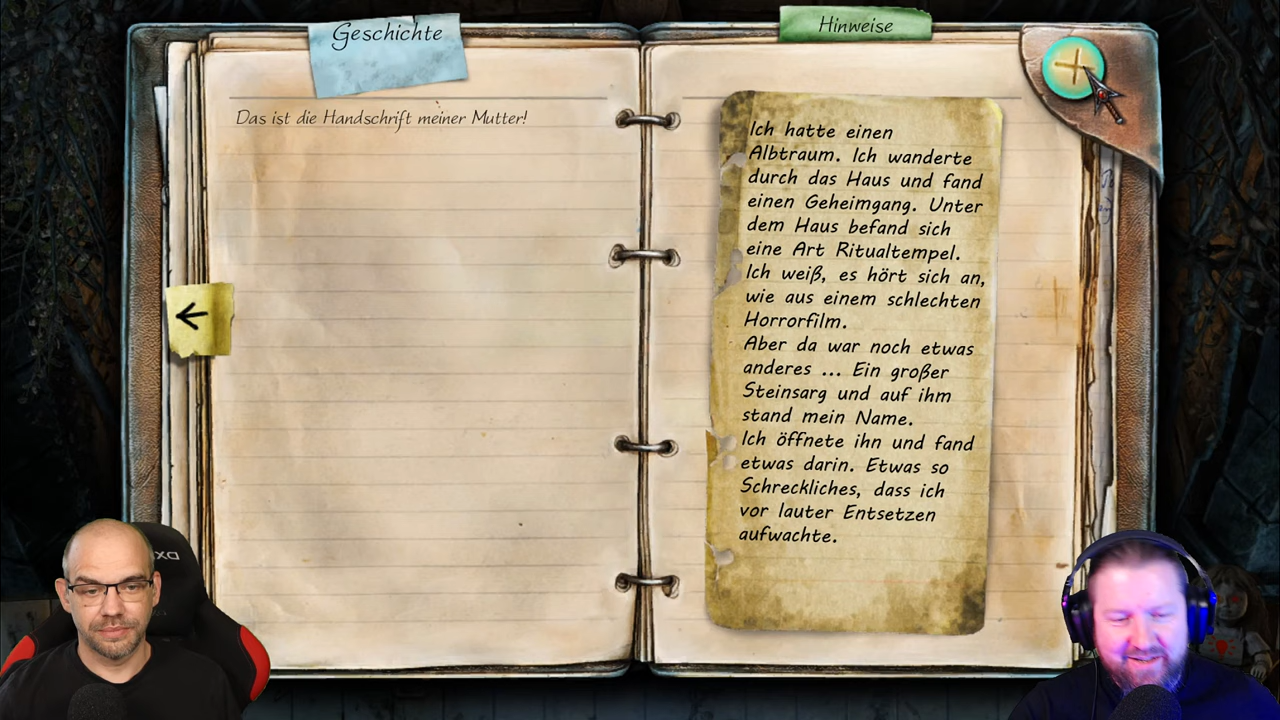 Geschichte
Hinweise
Das ist die Handschrift meiner Mutter!
Ich hatte einen
Albtraum. Ich wanderte
durch das Haus und fand
einen Geheimgang. Unter
dem Haus befand sich
eine Art Ritualtempel.
Ich weiß, es hört sich an,
wie aus einem schlechten
Horrorfilm.
Aber da war noch etwas
anderes ... Ein großer
Steinsarg und auf ihm
stand mein Name.
Ich öffnete ihn und fand
etwas darin. Etwas so
Schreckliches, dass ich
vor lauter Entsetzen
aufwachte.